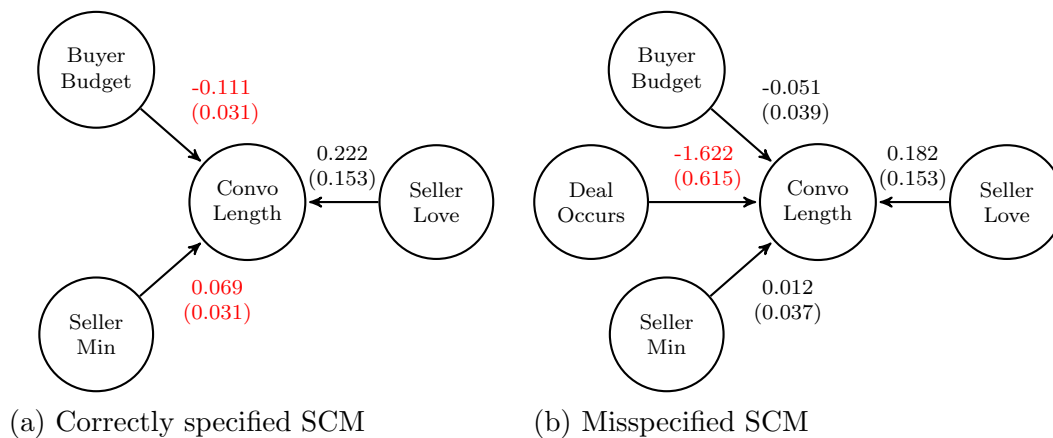 Buyer
Budget
-0.111
(0.031)
Convo
Length
0.222
(0.153)
Seller
Love
0.069
(0.031)
Seller
Min
(a) Correctly specified SCM
Buyer
Budget
-0.051
(0.039)
Deal
Occurs
-1.622
(0.615)
Convo
Length
0.182
(0.153)
Seller
Love
0.012
(0.037)
Seller
Min
(b) Misspecified SCM